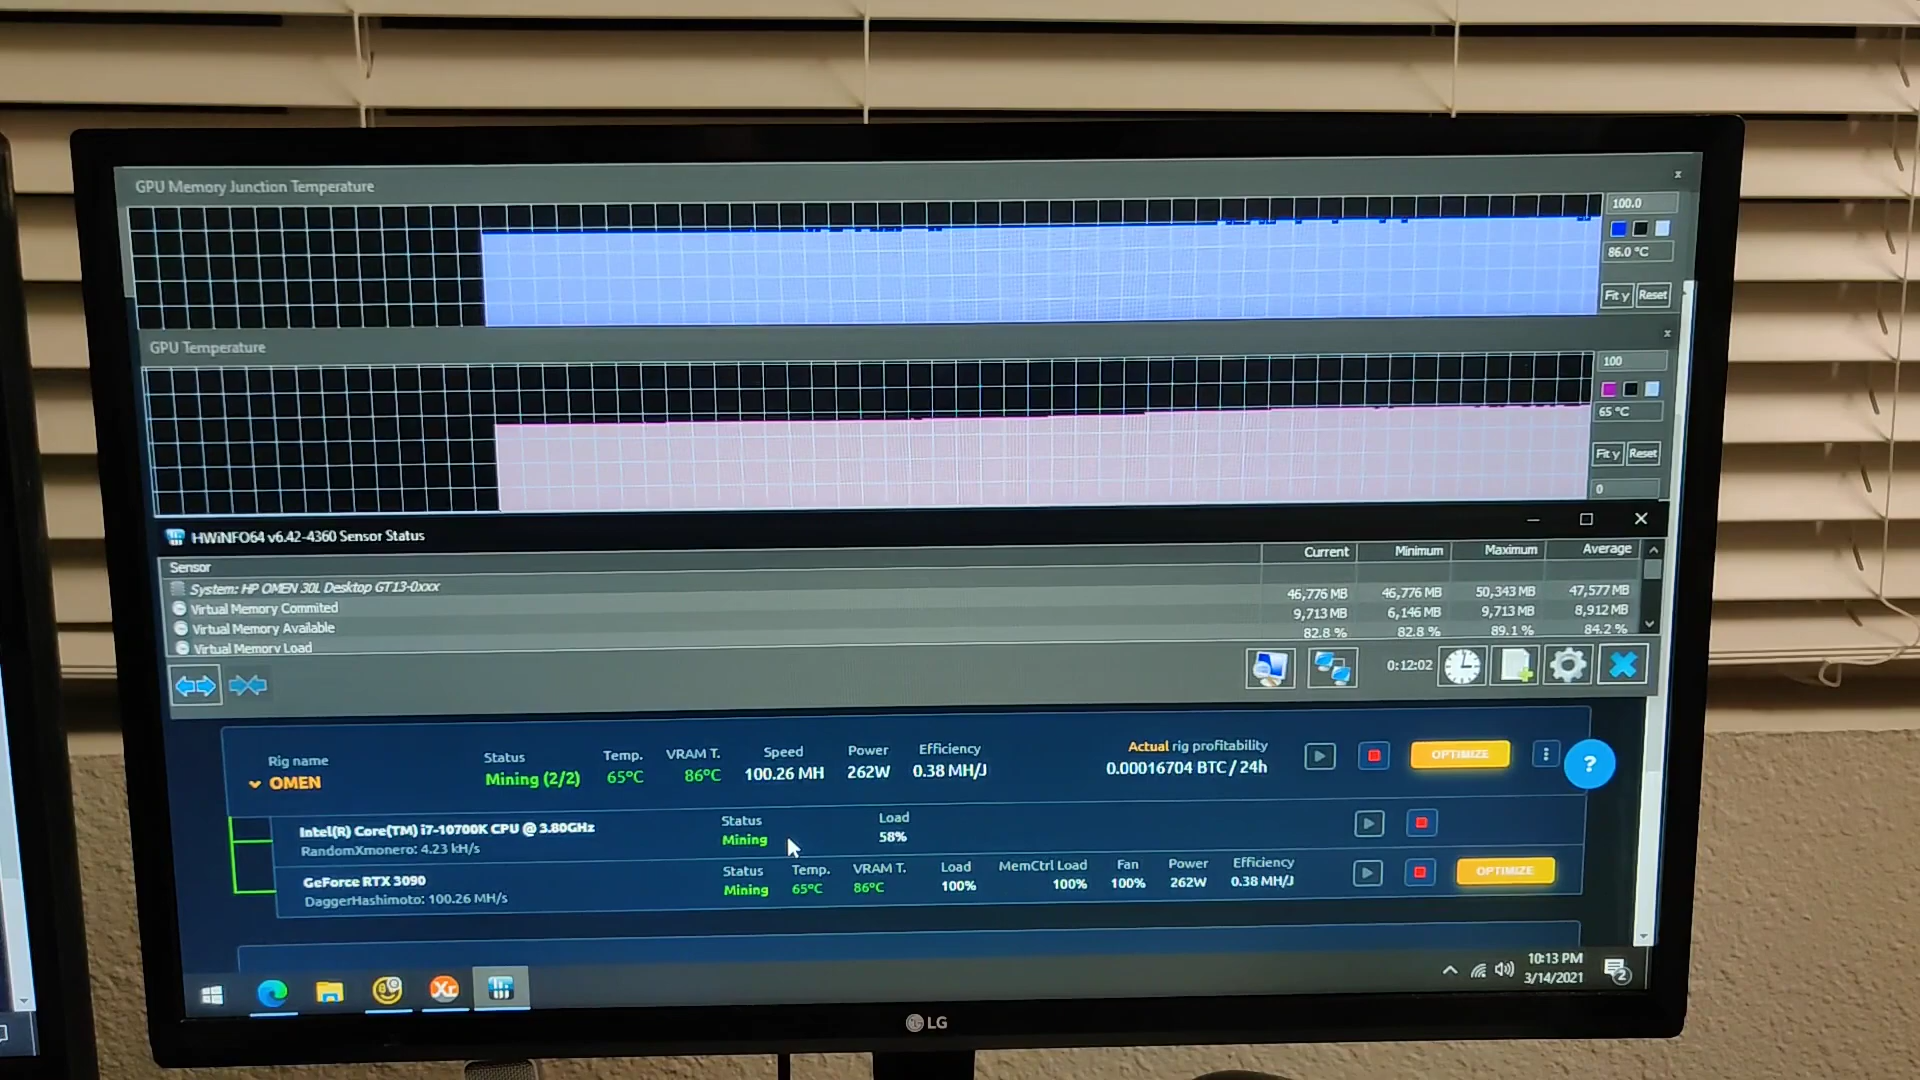 GPU Memory Junction Temperature
100.0
86.0 °C
Fit y Reset
GPU Temperature
100
65 °C
Fit y Reset
0
HWiNFO64 v6.42-4360 Sensor Status
Sensor Current Minimum Maximum Average
System: HP OMEN 30L Desktop GT13-0xxx
Virtual Memory Commited 46,776 MB 46,776 MB 50,343 MB 47,577 MB
Virtual Memory Available 9,713 MB 6,146 MB 9,713 MB 8,912 MB
Virtual Memory Load 82.8 % 82.8 % 89.1 % 84.2 %
0:12:02
Rig name Status Temp. VRAM T. Speed Power Efficiency Actual rig profitability
OMEN Mining (2/2) 65°C 86°C 100.26 MH 262W 0.38 MH/J 0.00016704 BTC / 24h OPTIMIZE ?
Intel(R) Core(TM) i7-10700K CPU @ 3.80GHz Status Load
RandomXmonero: 4.23 kH/s Mining 58%
GeForce RTX 3090 Status Temp. VRAM T. Load MemCtrl Load Fan Power Efficiency
DaggerHashimoto: 100.26 MH/s Mining 65°C 86°C 100% 100% 100% 262W 0.38 MH/J OPTIMIZE
Xr
10:13 PM
3/14/2021
2
LG